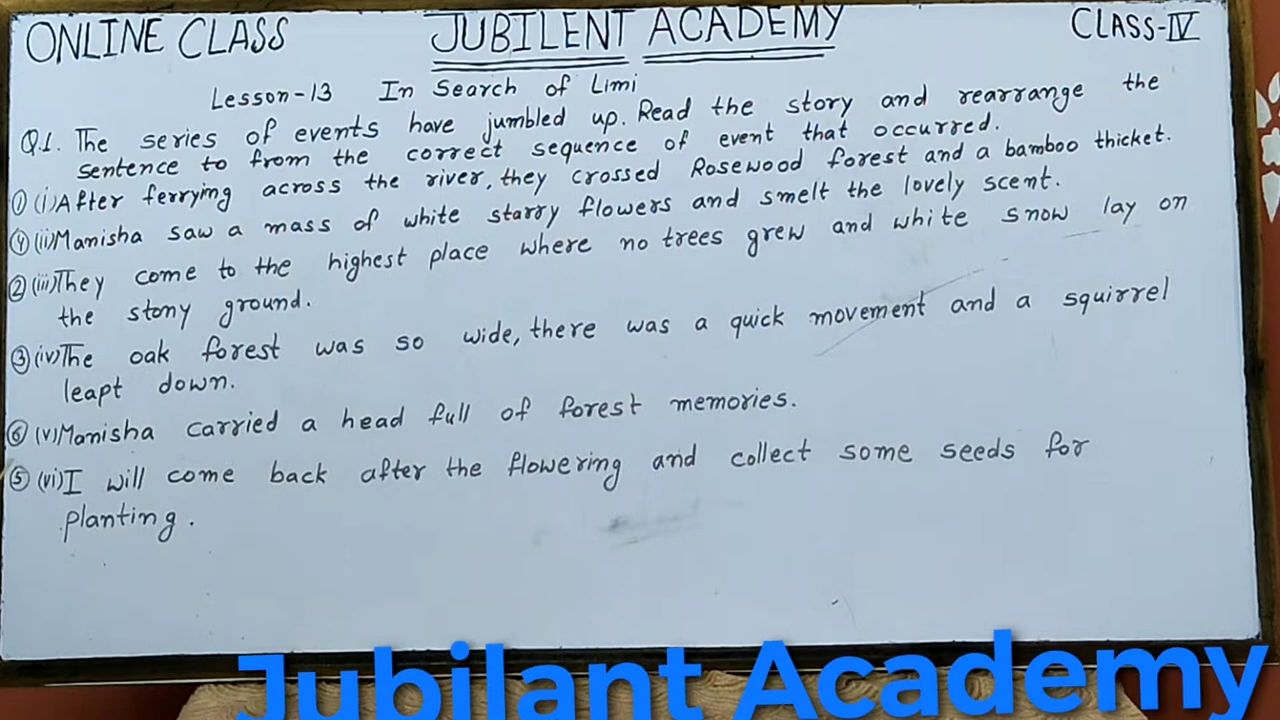 ONLINE CLASS JUBILENT ACADEMY CLASS-IV
Lesson-13 In Search of Limi
Q.1. The series of events have jumbled up. Read the story and rearrange the
sentence to from the correct sequence of event that occurred.
① (i) After ferrying across the river, they crossed Rosewood forest and a bamboo thicket.
④ (ii) Manisha saw a mass of white starry flowers and smelt the lovely scent.
② (iii) They come to the highest place where no trees grew and white snow lay on
the stony ground.
③ (iv) The oak forest was so wide, there was a quick movement and a squirrel
leapt down.
⑥ (v) Manisha carried a head full of forest memories.
⑤ (vi) I will come back after the flowering and collect some seeds for
planting.
Jubilant Academy